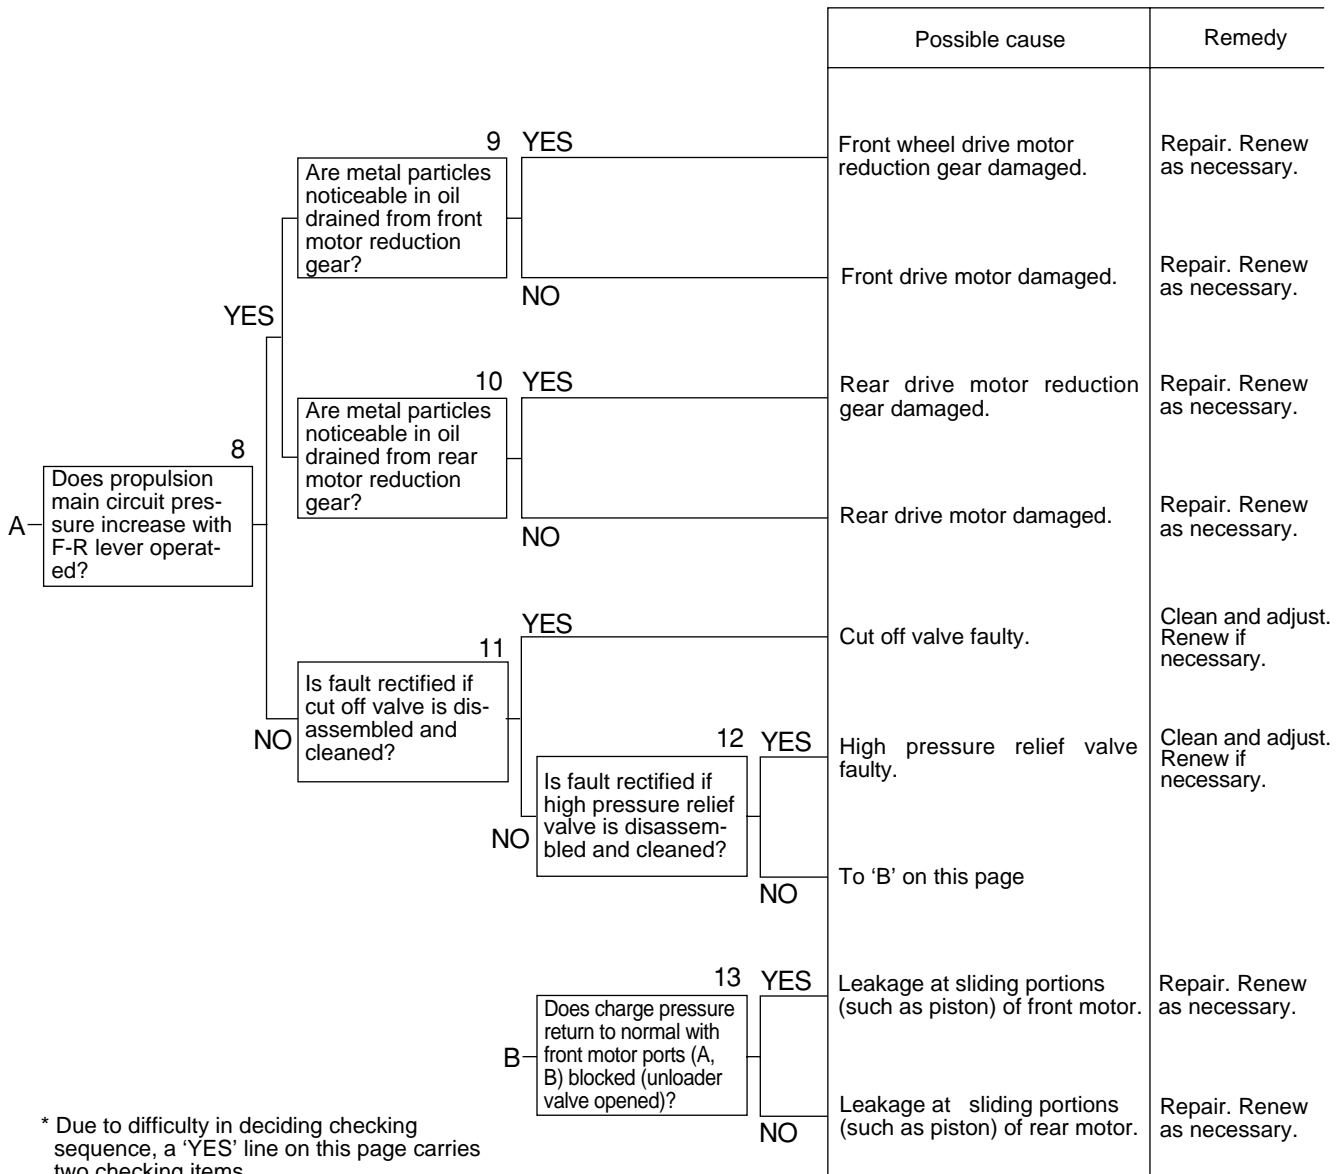 Possible cause
Remedy
9 YES
Are metal particles
noticeable in oil
drained from front
motor reduction
gear?
Front wheel drive motor
reduction gear damaged.
Repair. Renew
as necessary.
NO
Front drive motor damaged.
Repair. Renew
as necessary.
YES
10 YES
Are metal particles
noticeable in oil
drained from rear
motor reduction
gear?
Rear drive motor reduction
gear damaged.
Repair. Renew
as necessary.
NO
Rear drive motor damaged.
Repair. Renew
as necessary.
8
A
Does propulsion
main circuit pres-
sure increase with
F-R lever operat-
ed?
NO
11
YES
Is fault rectified if
cut off valve is dis-
assembled and
cleaned?
Cut off valve faulty.
Clean and adjust.
Renew if
necessary.
NO
12 YES
Is fault rectified if
high pressure relief
valve is disassem-
bled and cleaned?
High pressure relief valve
faulty.
Clean and adjust.
Renew if
necessary.
NO
To ‘B’ on this page
13 YES
B
Does charge pressure
return to normal with
front motor ports (A,
B) blocked (unloader
valve opened)?
Leakage at sliding portions
(such as piston) of front motor.
Repair. Renew
as necessary.
NO
Leakage at sliding portions
(such as piston) of rear motor.
Repair. Renew
as necessary.
* Due to difficulty in deciding checking
sequence, a ‘YES’ line on this page carries
two checking items